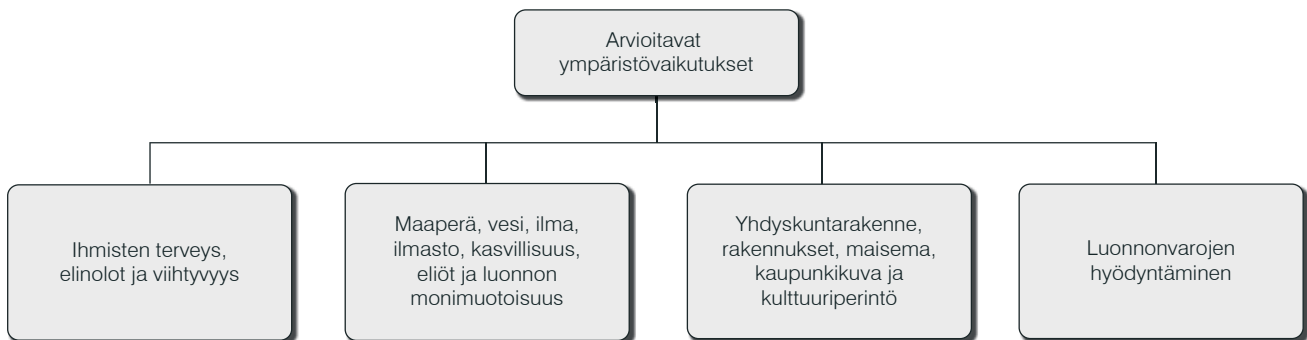 Arvioitavat
ympäristövaikutukset
Ihmisten terveys,
elinolot ja viihtyvyys
Maaperä, vesi, ilma,
ilmasto, kasvillisuus,
eliöt ja luonnon
monimuotoisuus
Yhdyskuntarakenne,
rakennukset, maisema,
kaupunkikuva ja
kulttuuriperintö
Luonnonvarojen
hyödyntäminen